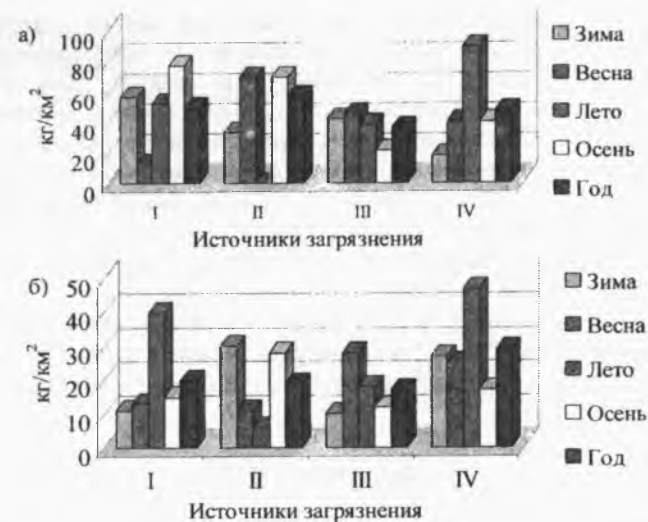 а)
кг/км²
100
80
60
40
20
0
I II III IV
Источники загрязнения
Зима
Весна
Лето
Осень
Год
б)
кг/км²
50
40
30
20
10
0
I II III IV
Источники загрязнения
Зима
Весна
Лето
Осень
Год